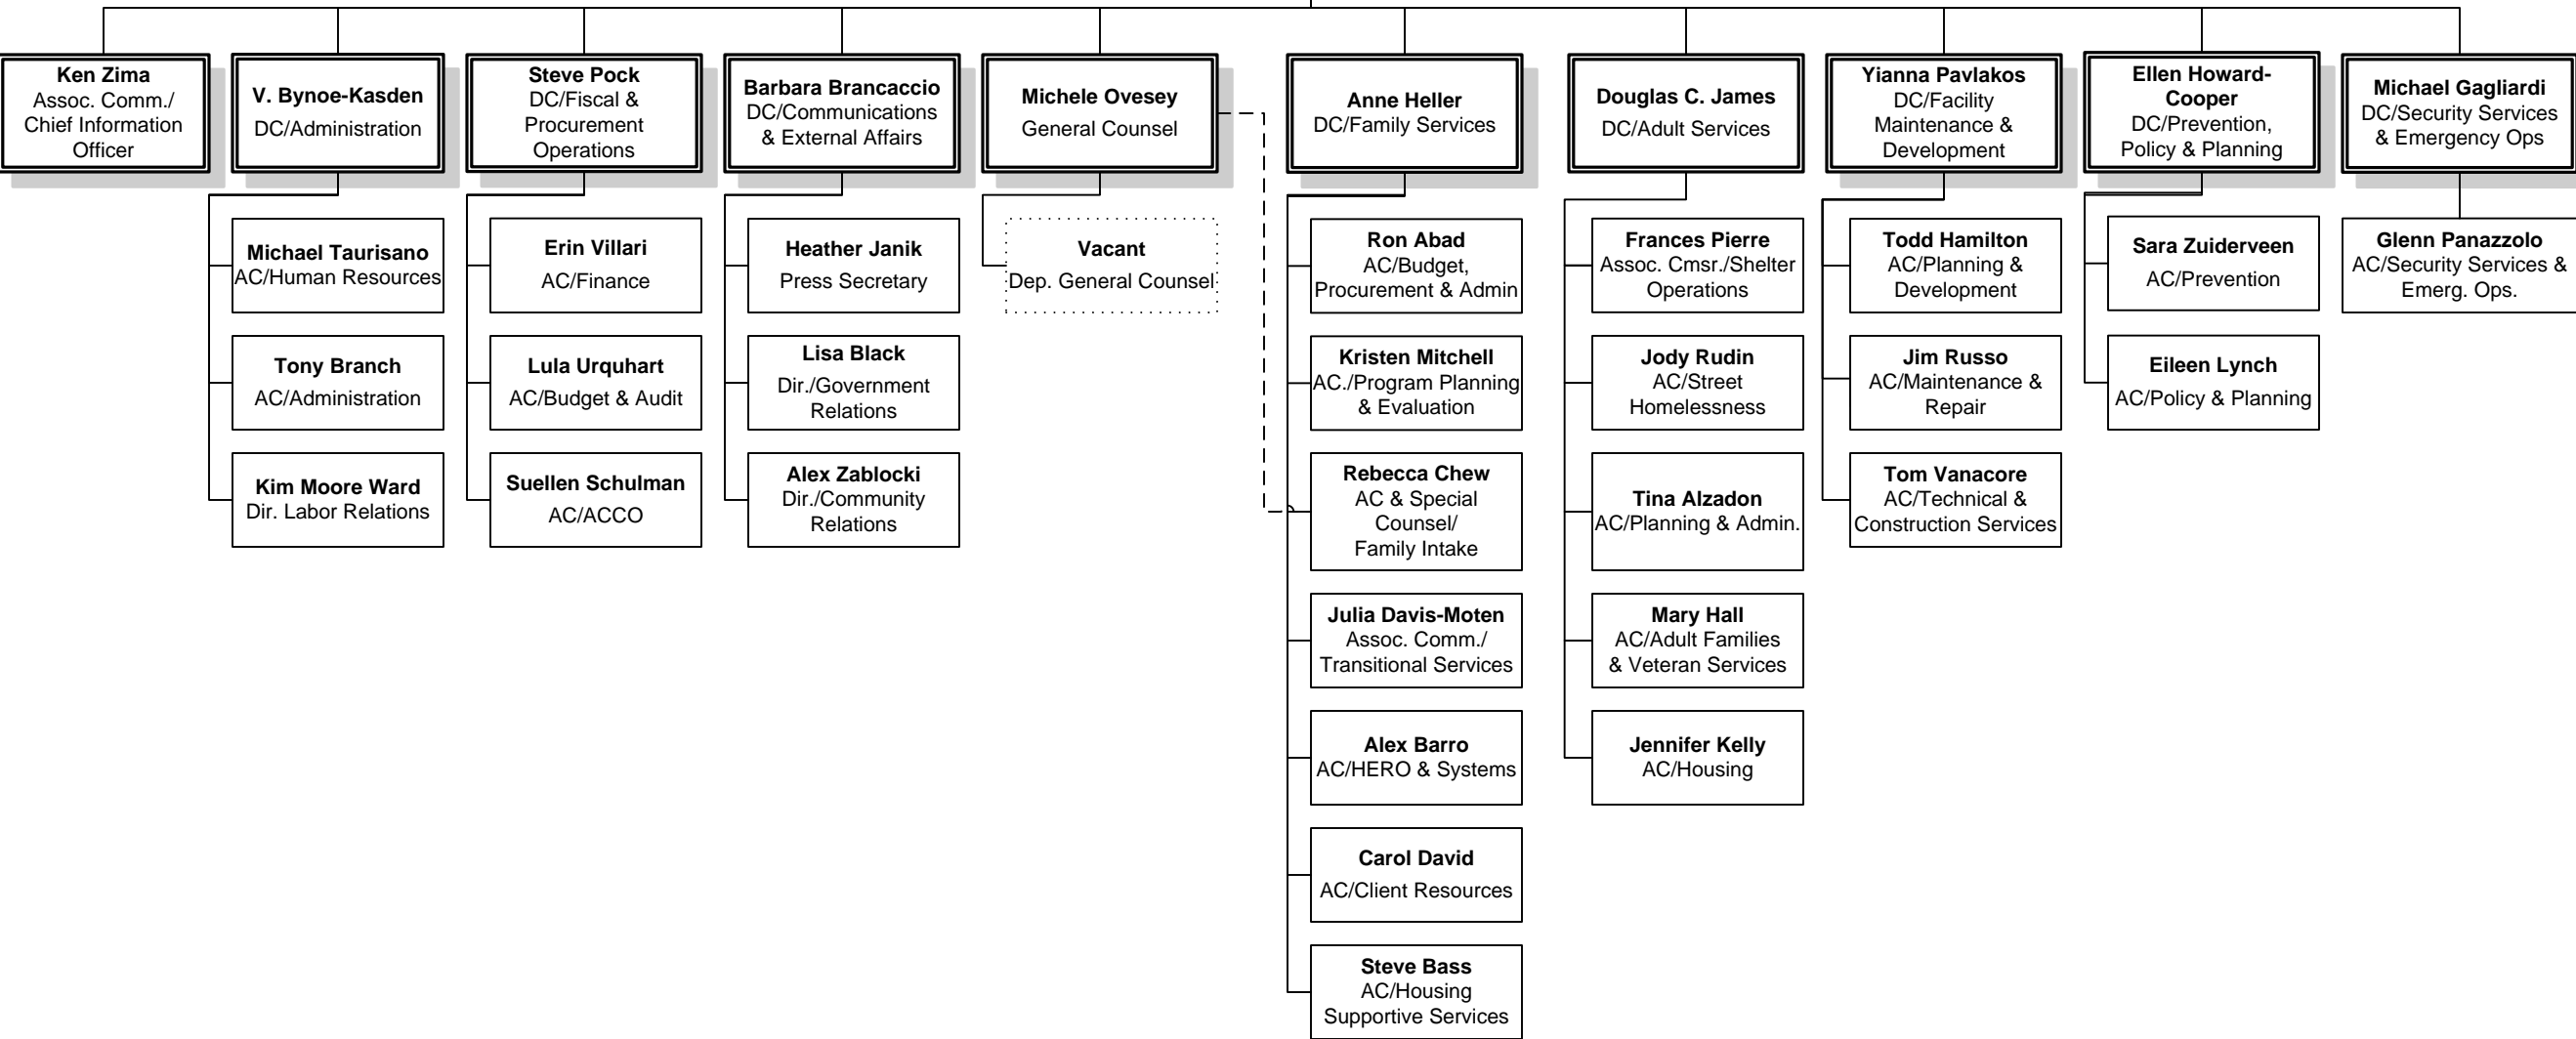 Ken Zima
Assoc. Comm./
Chief Information
Officer
V. Bynoe-Kasden
DC/Administration
Steve Pock
DC/Fiscal &
Procurement
Operations
Barbara Brancaccio
DC/Communications
& External Affairs
Michele Ovesey
General Counsel
Anne Heller
DC/Family Services
Douglas C. James
DC/Adult Services
Yianna Pavlakos
DC/Facility
Maintenance &
Development
Ellen Howard-
Cooper
DC/Prevention,
Policy & Planning
Michael Gagliardi
DC/Security Services
& Emergency Ops
Michael Taurisano
AC/Human Resources
Tony Branch
AC/Administration
Kim Moore Ward
Dir. Labor Relations
Erin Villari
AC/Finance
Lula Urquhart
AC/Budget & Audit
Suellen Schulman
AC/ACCO
Heather Janik
Press Secretary
Lisa Black
Dir./Government
Relations
Alex Zablocki
Dir./Community
Relations
Vacant
Dep. General Counsel
Ron Abad
AC/Budget,
Procurement & Admin
Kristen Mitchell
AC./Program Planning
& Evaluation
Rebecca Chew
AC & Special
Counsel/
Family Intake
Julia Davis-Moten
Assoc. Comm./
Transitional Services
Alex Barro
AC/HERO & Systems
Carol David
AC/Client Resources
Steve Bass
AC/Housing
Supportive Services
Frances Pierre
Assoc. Cmsr./Shelter
Operations
Jody Rudin
AC/Street
Homelessness
Tina Alzadon
AC/Planning & Admin.
Mary Hall
AC/Adult Families
& Veteran Services
Jennifer Kelly
AC/Housing
Todd Hamilton
AC/Planning &
Development
Jim Russo
AC/Maintenance &
Repair
Tom Vanacore
AC/Technical &
Construction Services
Sara Zuiderveen
AC/Prevention
Eileen Lynch
AC/Policy & Planning
Glenn Panazzolo
AC/Security Services &
Emerg. Ops.